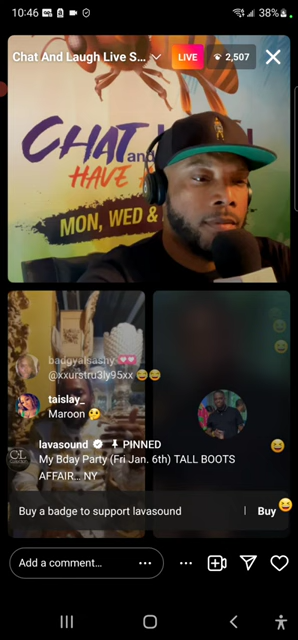 10:46
38%
Chat And Laugh Live S...
LIVE
2,507
CHAT and
HAVE
MON, WED &
badgyalsashy
@xxurstru3ly95xx
taislay_
Maroon
lavasound PINNED
My Bday Party (Fri Jan. 6th) TALL BOOTS
AFFAIR... NY
Buy a badge to support lavasound | Buy
Add a comment...